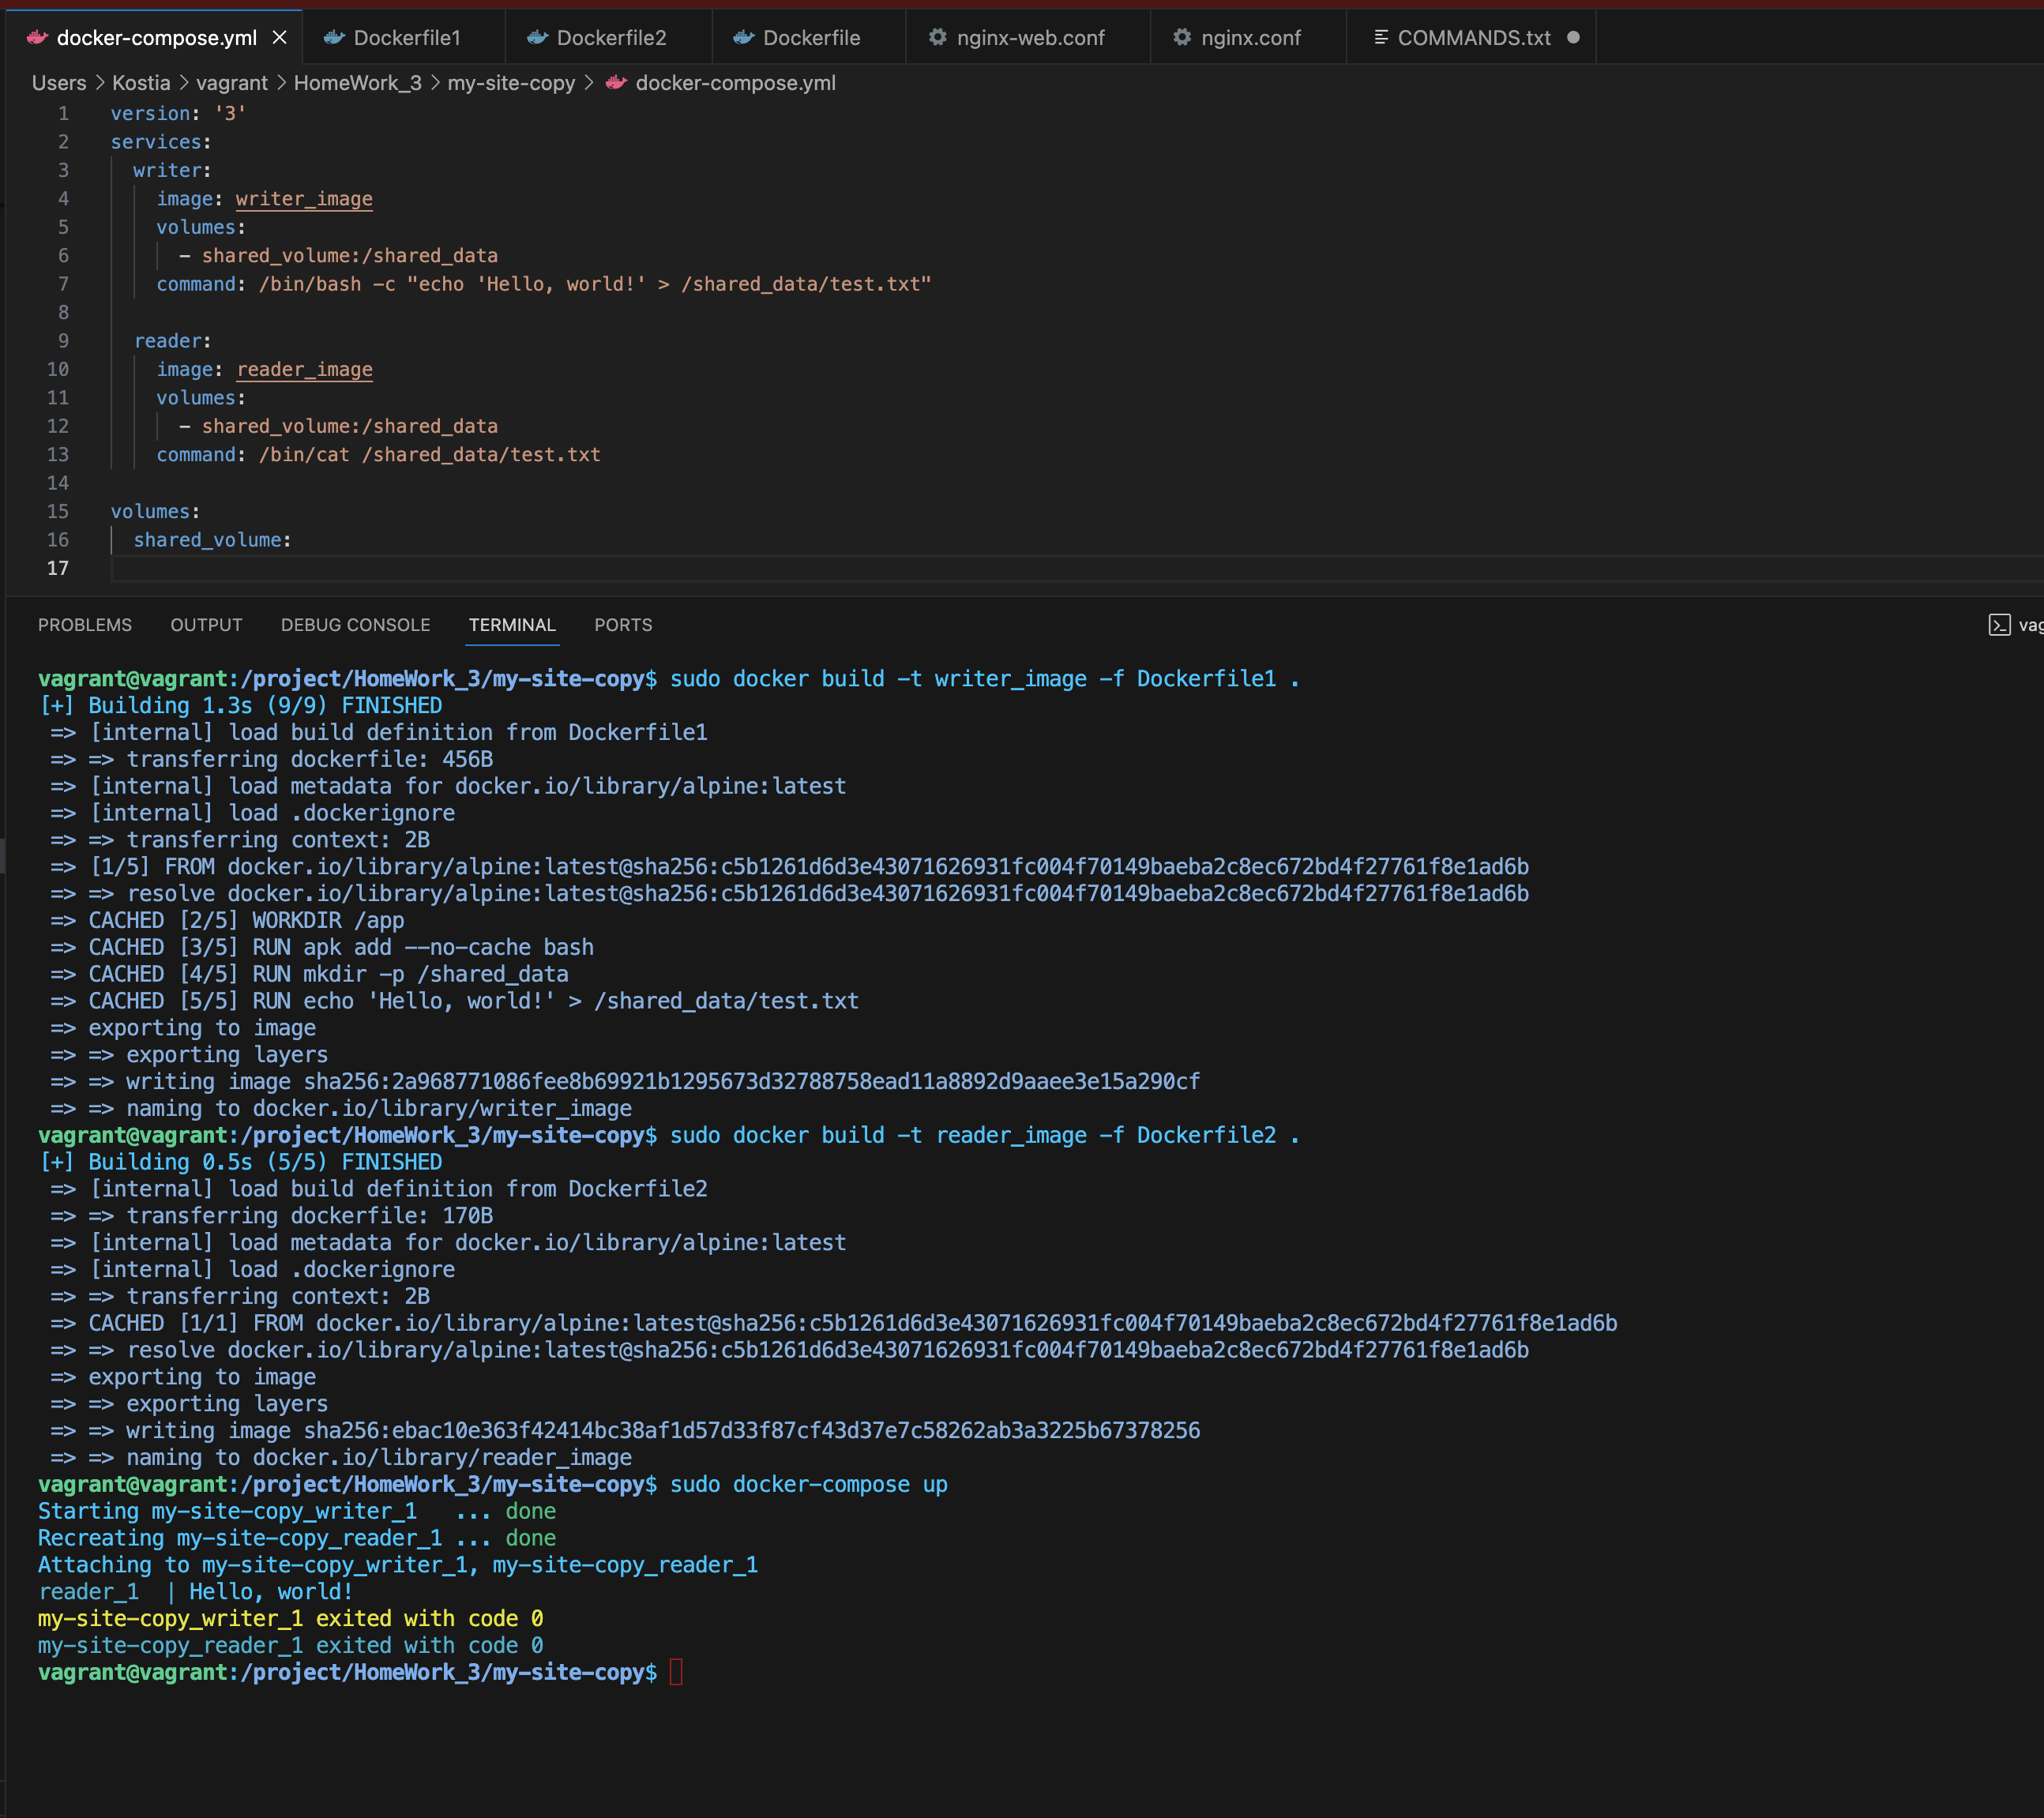 docker-compose.yml Dockerfile1 Dockerfile2 Dockerfile nginx-web.conf nginx.conf COMMANDS.txt
Users > Kostia > vagrant > HomeWork_3 > my-site-copy > docker-compose.yml
1 version: '3'
2 services:
3   writer:
4     image: writer_image
5     volumes:
6       - shared_volume:/shared_data
7     command: /bin/bash -c "echo 'Hello, world!' > /shared_data/test.txt"
8
9   reader:
10     image: reader_image
11     volumes:
12       - shared_volume:/shared_data
13     command: /bin/cat /shared_data/test.txt
14
15 volumes:
16   shared_volume:
17
PROBLEMS OUTPUT DEBUG CONSOLE TERMINAL PORTS vag
vagrant@vagrant:/project/HomeWork_3/my-site-copy$ sudo docker build -t writer_image -f Dockerfile1 .
[+] Building 1.3s (9/9) FINISHED
 => [internal] load build definition from Dockerfile1
 => => transferring dockerfile: 456B
 => [internal] load metadata for docker.io/library/alpine:latest
 => [internal] load .dockerignore
 => => transferring context: 2B
 => [1/5] FROM docker.io/library/alpine:latest@sha256:c5b1261d6d3e43071626931fc004f70149baeba2c8ec672bd4f27761f8e1ad6b
 => => resolve docker.io/library/alpine:latest@sha256:c5b1261d6d3e43071626931fc004f70149baeba2c8ec672bd4f27761f8e1ad6b
 => CACHED [2/5] WORKDIR /app
 => CACHED [3/5] RUN apk add --no-cache bash
 => CACHED [4/5] RUN mkdir -p /shared_data
 => CACHED [5/5] RUN echo 'Hello, world!' > /shared_data/test.txt
 => exporting to image
 => => exporting layers
 => => writing image sha256:2a968771086fee8b69921b1295673d32788758ead11a8892d9aaee3e15a290cf
 => => naming to docker.io/library/writer_image
vagrant@vagrant:/project/HomeWork_3/my-site-copy$ sudo docker build -t reader_image -f Dockerfile2 .
[+] Building 0.5s (5/5) FINISHED
 => [internal] load build definition from Dockerfile2
 => => transferring dockerfile: 170B
 => [internal] load metadata for docker.io/library/alpine:latest
 => [internal] load .dockerignore
 => => transferring context: 2B
 => CACHED [1/1] FROM docker.io/library/alpine:latest@sha256:c5b1261d6d3e43071626931fc004f70149baeba2c8ec672bd4f27761f8e1ad6b
 => => resolve docker.io/library/alpine:latest@sha256:c5b1261d6d3e43071626931fc004f70149baeba2c8ec672bd4f27761f8e1ad6b
 => exporting to image
 => => exporting layers
 => => writing image sha256:ebac10e363f42414bc38af1d57d33f87cf43d37e7c58262ab3a3225b67378256
 => => naming to docker.io/library/reader_image
vagrant@vagrant:/project/HomeWork_3/my-site-copy$ sudo docker-compose up
Starting my-site-copy_writer_1   ... done
Recreating my-site-copy_reader_1 ... done
Attaching to my-site-copy_writer_1, my-site-copy_reader_1
reader_1  | Hello, world!
my-site-copy_writer_1 exited with code 0
my-site-copy_reader_1 exited with code 0
vagrant@vagrant:/project/HomeWork_3/my-site-copy$